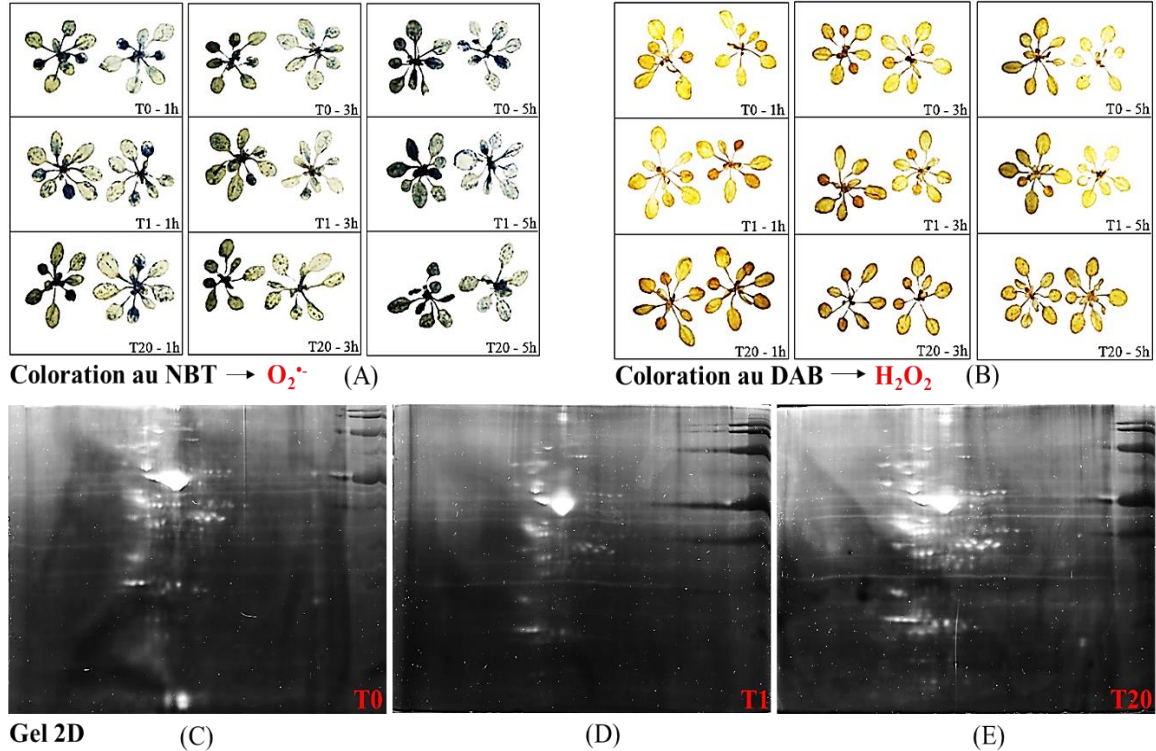 T0 - 1h
T0 - 3h
T0 - 5h
T1 - 1h
T1 - 3h
T1 - 5h
T20 - 1h
T20 - 3h
T20 - 5h
Coloration au NBT → O₂•- (A)
T0 - 1h
T0 - 3h
T0 - 5h
T1 - 1h
T1 - 3h
T1 - 5h
T20 - 1h
T20 - 3h
T20 - 5h
Coloration au DAB → H₂O₂ (B)
T0
T1
T20
Gel 2D (C) (D) (E)